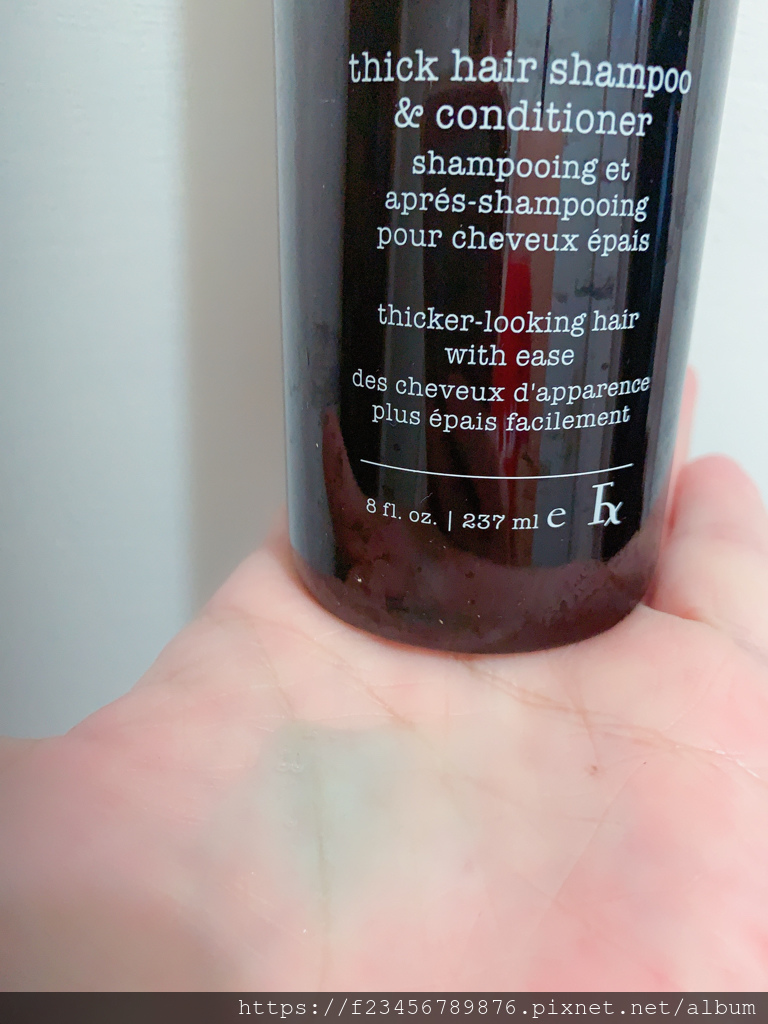 thick hair shampoo
& conditioner
shampooing et
aprés-shampooing
pour cheveux épais
thicker-looking hair
with ease
des cheveux d'apparence
plus épais facilement
8 fl. oz. | 237 ml e Fx
https://f23456789876.pixnet.net/album